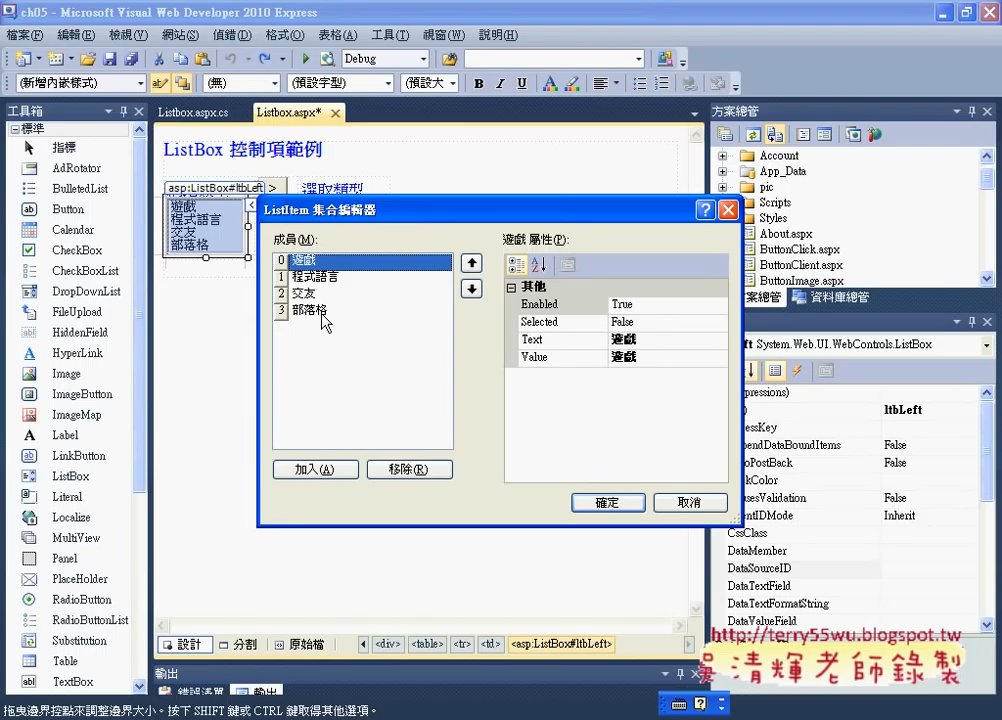 ch05 - Microsoft Visual Web Developer 2010 Express
檔案(F) 編輯(E) 檢視(V) 網站(S) 偵錯(D) 格式(O) 表格(A) 工具(T) 視窗(W) 說明(H)
Debug
(新增內嵌樣式) (無) (預設字型) (預設大 B I U A
工具箱
標準
指標
AdRotator
BulletedList
Button
Calendar
CheckBox
CheckBoxList
DropDownList
FileUpload
HiddenField
HyperLink
Image
ImageButton
ImageMap
Label
LinkButton
ListBox
Literal
Localize
MultiView
Panel
PlaceHolder
RadioButton
RadioButtonList
Substitution
Table
TextBox
Listbox.aspx.cs Listbox.aspx*
ListBox 控制項範例
asp:ListBox#ltbLeft >
選取類型
遊戲
程式語言
交友
部落格
ListItem 集合編輯器
成員(M):
0 遊戲
1 程式語言
2 交友
3 部落格
加入(A) 移除(R)
遊戲 屬性(P):
其他
Enabled True
Selected False
Text 遊戲
Value 遊戲
確定 取消
方案總管
Account
App_Data
pic
Scripts
Styles
About.aspx
ButtonClick.aspx
ButtonClient.aspx
ButtonImage.aspx
案總管 資料庫總管
ft System.Web.UI.WebControls.ListBox
xpressions)
) ltbLeft
cessKey
pendDataBoundItems False
toPostBack False
ckColor
usesValidation False
entIDMode Inherit
CssClass
DataMember
DataSourceID
DataTextField
DataTextFormatString
DataValueField
設計 分割 原始檔 <div> <table> <tr> <td> <asp:ListBox#ltbLeft>
輸出
錯誤清單 輸出
http://terry55wu.blogspot.tw
吳清輝老師錄製
拖曳邊界控點來調整邊界大小。按下 SHIFT 鍵或 CTRL 鍵取得其他選項。